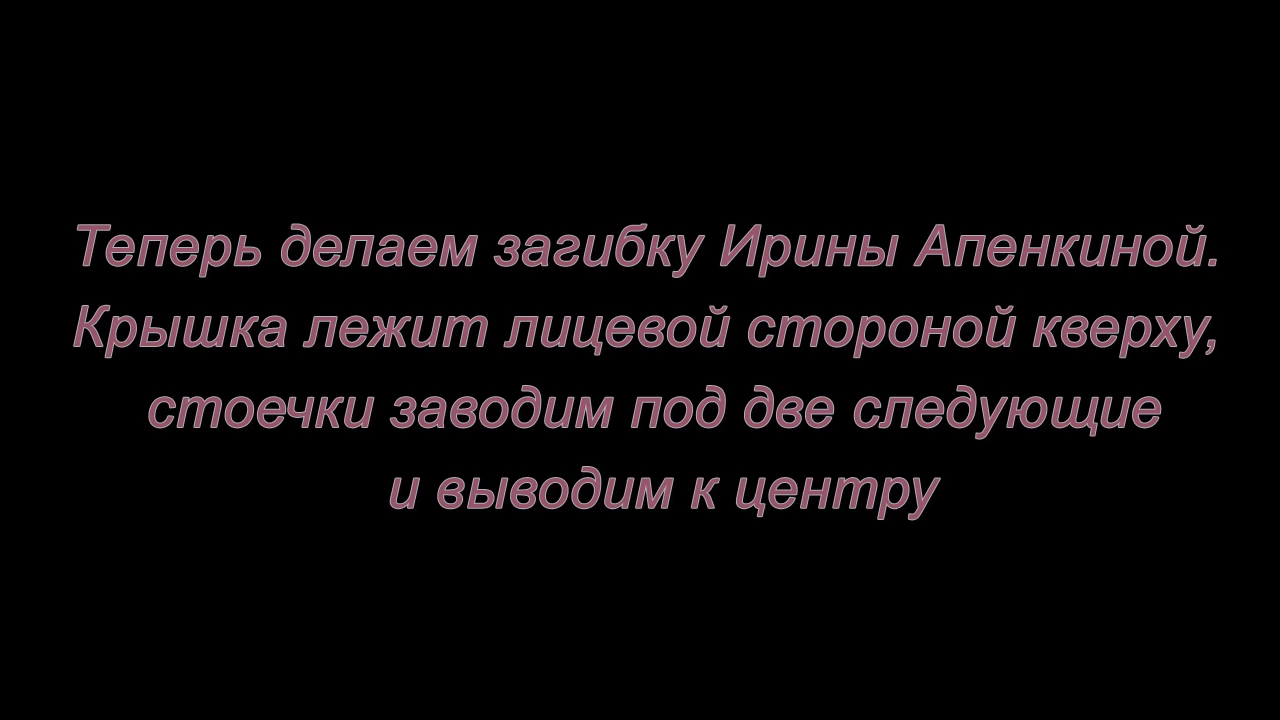 Теперь делаем загибку Ирины Апенкиной.
Крышка лежит лицевой стороной кверху,
стоечки заводим под две следующие
и выводим к центру